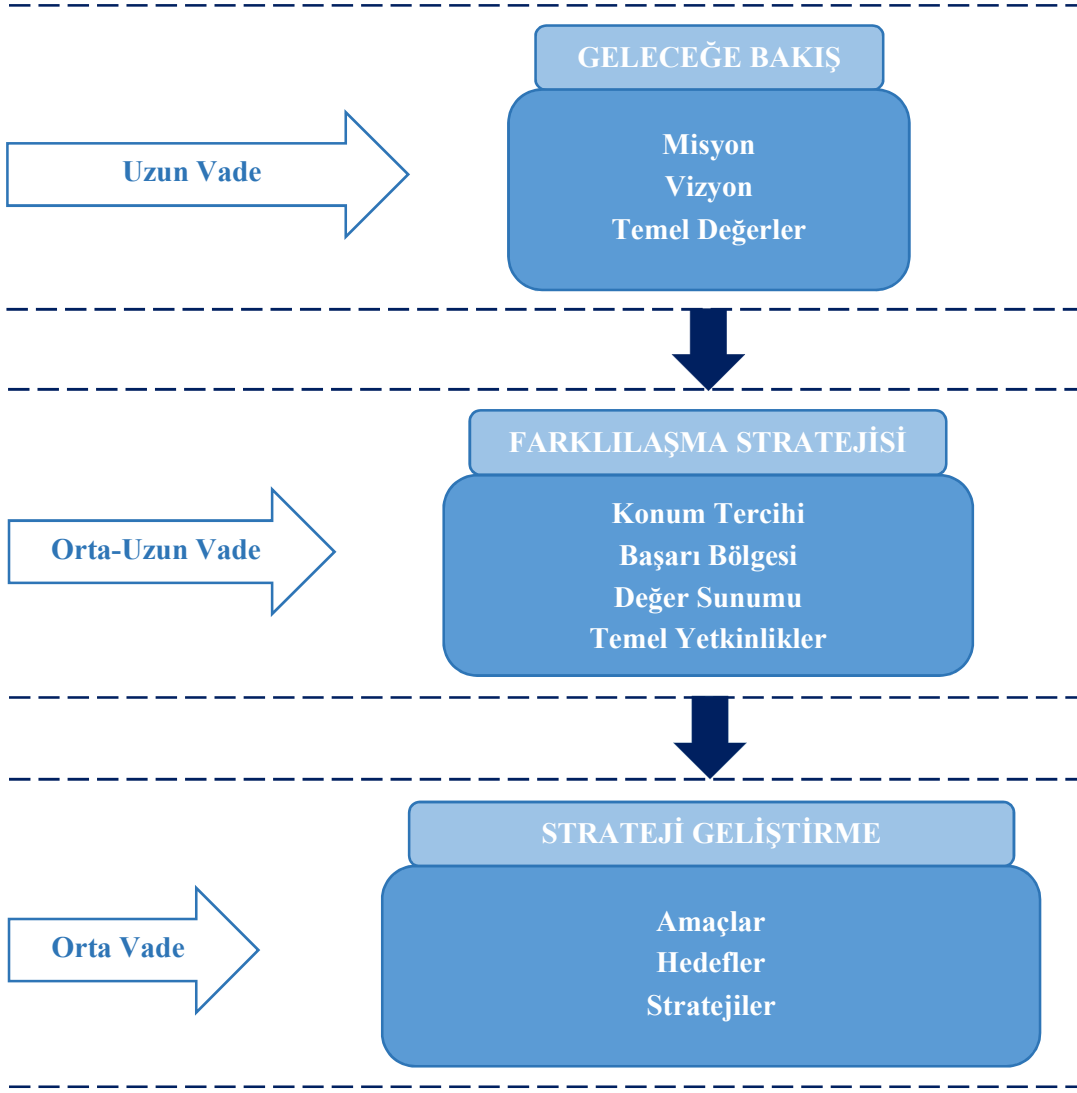 GELECEĞE BAKIŞ
Uzun Vade
Misyon
Vizyon
Temel Değerler
FARKLILAŞMA STRATEJİSİ
Orta-Uzun Vade
Konum Tercihi
Başarı Bölgesi
Değer Sunumu
Temel Yetkinlikler
STRATEJİ GELİŞTİRME
Orta Vade
Amaçlar
Hedefler
Stratejiler